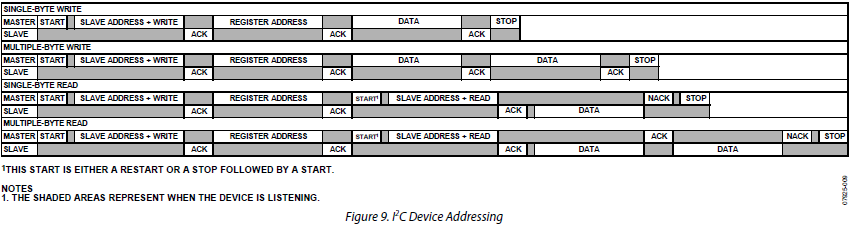 SINGLE-BYTE WRITE
MASTER START SLAVE ADDRESS + WRITE REGISTER ADDRESS DATA STOP
SLAVE ACK ACK ACK
MULTIPLE-BYTE WRITE
MASTER START SLAVE ADDRESS + WRITE REGISTER ADDRESS DATA DATA STOP
SLAVE ACK ACK ACK ACK
SINGLE-BYTE READ
MASTER START SLAVE ADDRESS + WRITE REGISTER ADDRESS START¹ SLAVE ADDRESS + READ NACK STOP
SLAVE ACK ACK ACK DATA
MULTIPLE-BYTE READ
MASTER START SLAVE ADDRESS + WRITE REGISTER ADDRESS START¹ SLAVE ADDRESS + READ ACK NACK STOP
SLAVE ACK ACK ACK DATA DATA
¹THIS START IS EITHER A RESTART OR A STOP FOLLOWED BY A START.
NOTES
1. THE SHADED AREAS REPRESENT WHEN THE DEVICE IS LISTENING.
07925-009
Figure 9. I²C Device Addressing